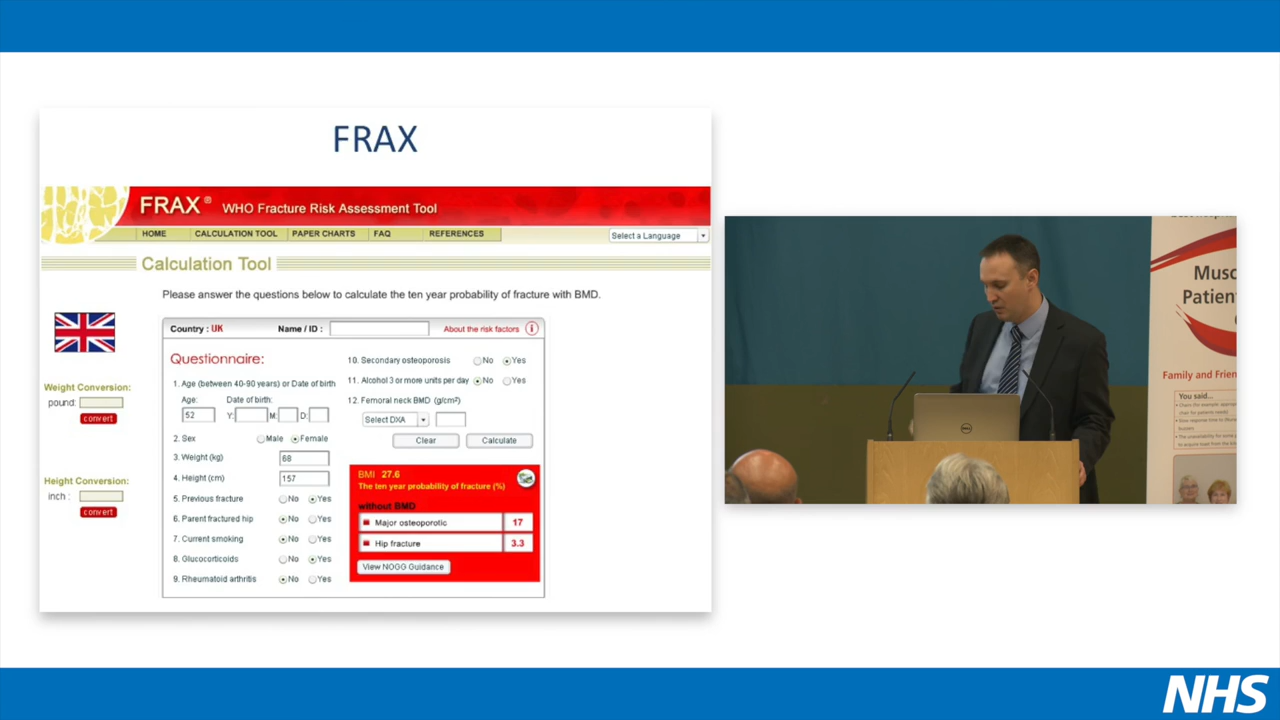 FRAX
FRAX ® WHO Fracture Risk Assessment Tool
HOME CALCULATION TOOL PAPER CHARTS FAQ REFERENCES Select a Language
Calculation Tool
Please answer the questions below to calculate the ten year probability of fracture with BMD.
Country : UK Name / ID : About the risk factors i
Weight Conversion:
pound:
convert
Height Conversion:
inch :
convert
Questionnaire:
1. Age (between 40-90 years) or Date of birth
Age: Date of birth:
52 Y: M: D:
2. Sex Male Female
3. Weight (kg) 68
4. Height (cm) 157
5. Previous fracture No Yes
6. Parent fractured hip No Yes
7. Current smoking No Yes
8. Glucocorticoids No Yes
9. Rheumatoid arthritis No Yes
10. Secondary osteoporosis No Yes
11. Alcohol 3 or more units per day No Yes
12. Femoral neck BMD (g/cm²)
Select DXA
Clear Calculate
BMI 27.6
The ten year probability of fracture (%)
without BMD
Major osteoporotic 17
Hip fracture 3.3
View NOGG Guidance
DELL
Musc
Patien
Family and Frien
You said...
NHS